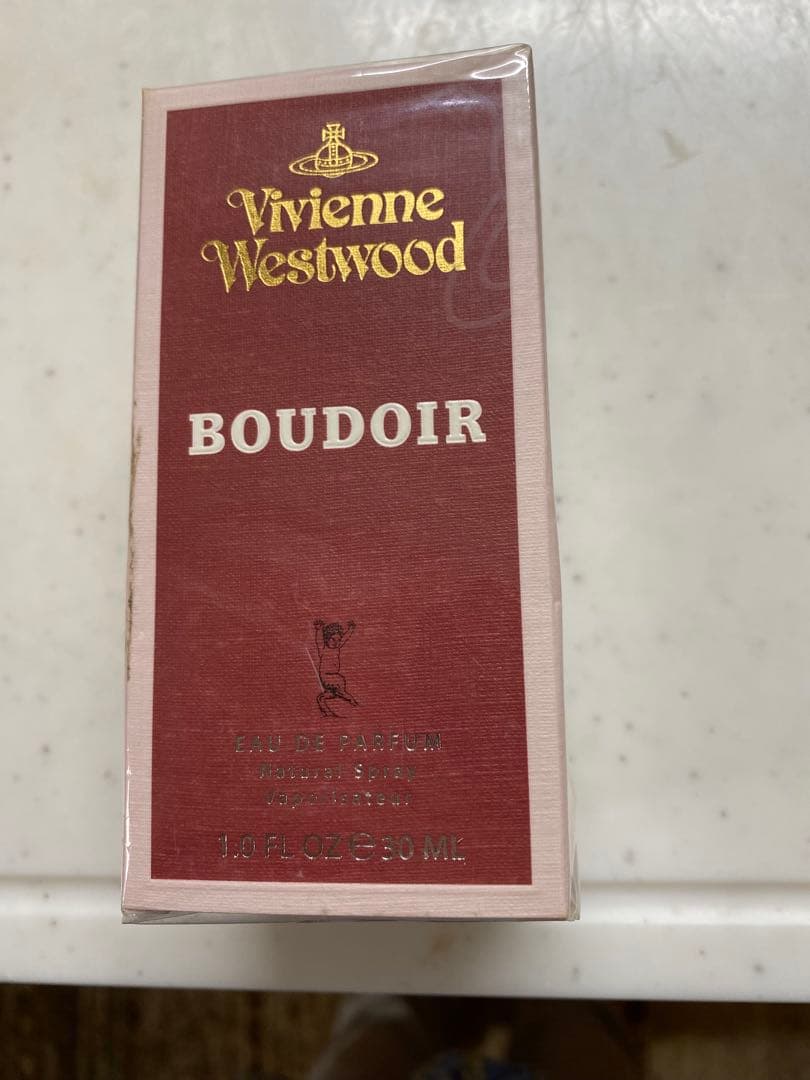 Vivienne
Westwood
BOUDOIR
EAU DE PARFUM
Natural Spray
Vaporisateur
1.0 FL OZ ℮ 30 ML